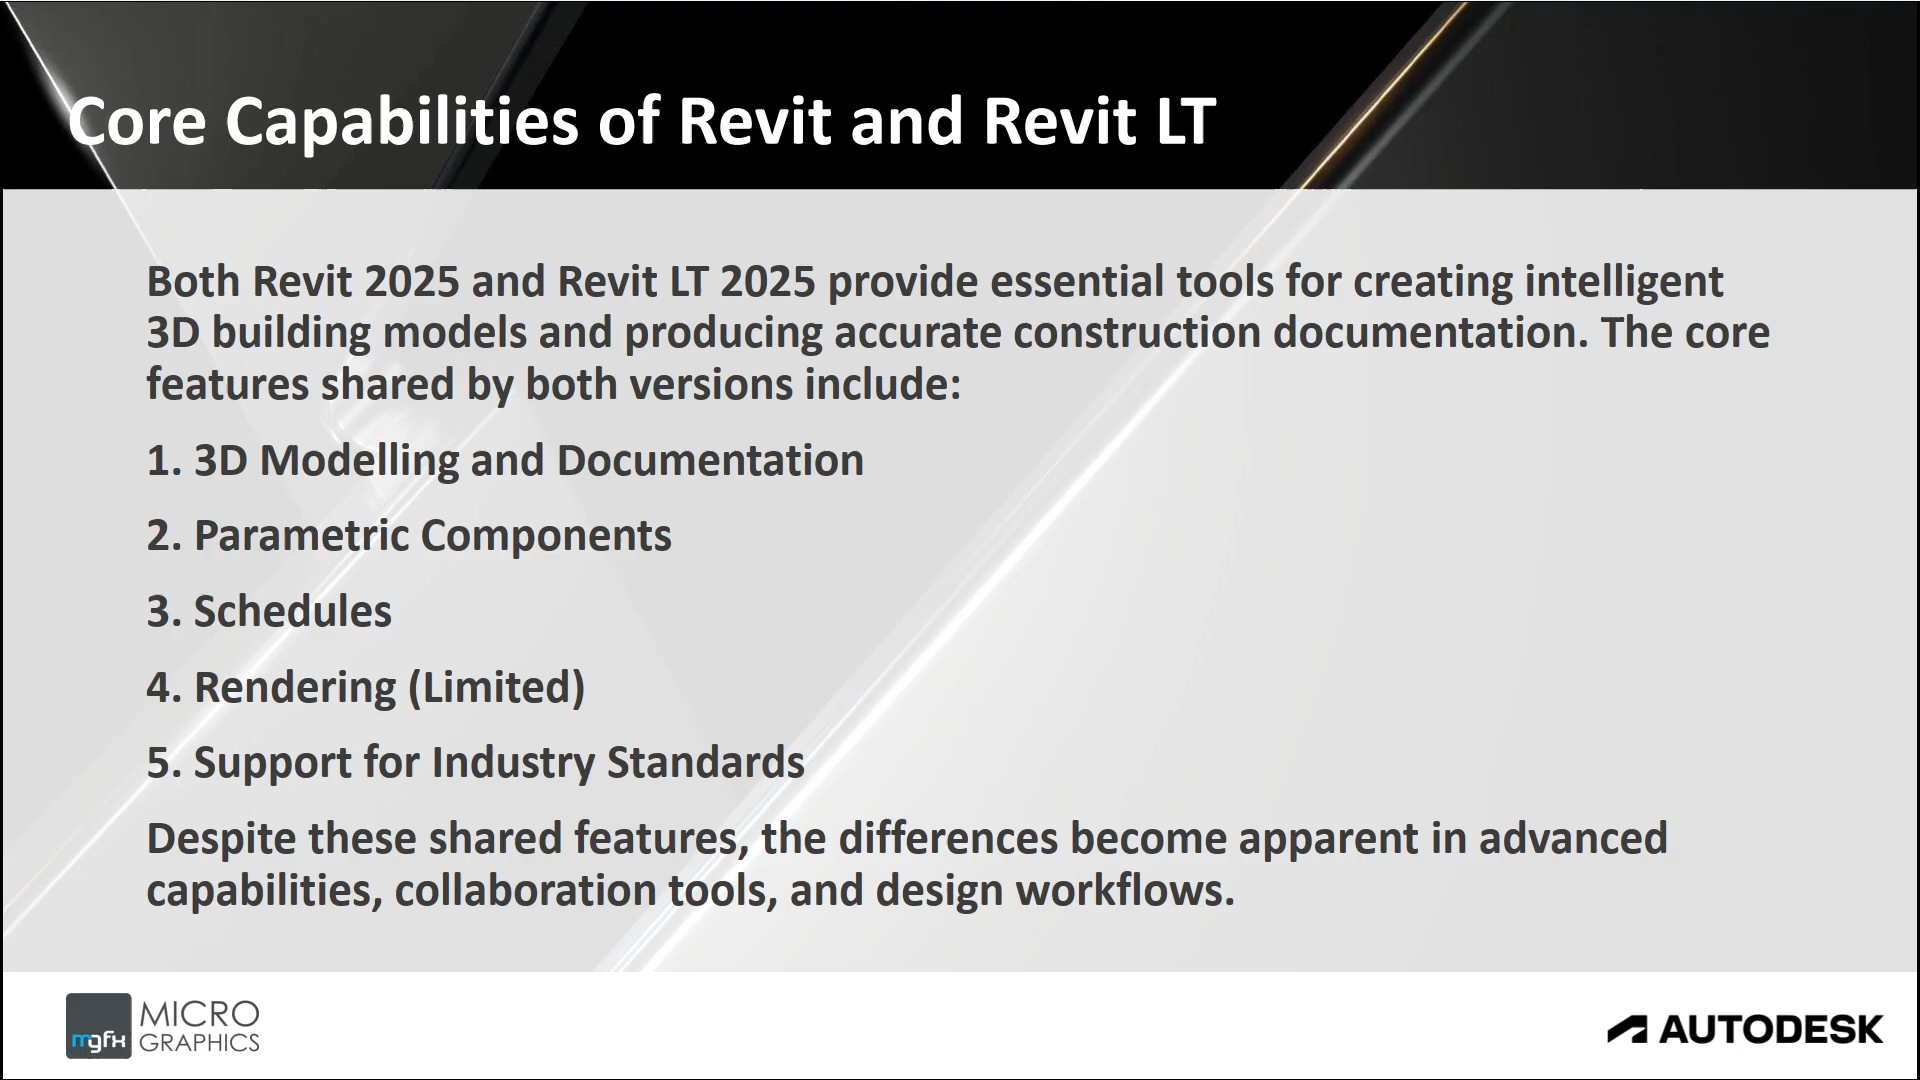 Core Capabilities of Revit and Revit LT
Both Revit 2025 and Revit LT 2025 provide essential tools for creating intelligent
3D building models and producing accurate construction documentation. The core
features shared by both versions include:
1. 3D Modelling and Documentation
2. Parametric Components
3. Schedules
4. Rendering (Limited)
5. Support for Industry Standards
Despite these shared features, the differences become apparent in advanced
capabilities, collaboration tools, and design workflows.
mgfx
MICRO
GRAPHICS
AUTODESK